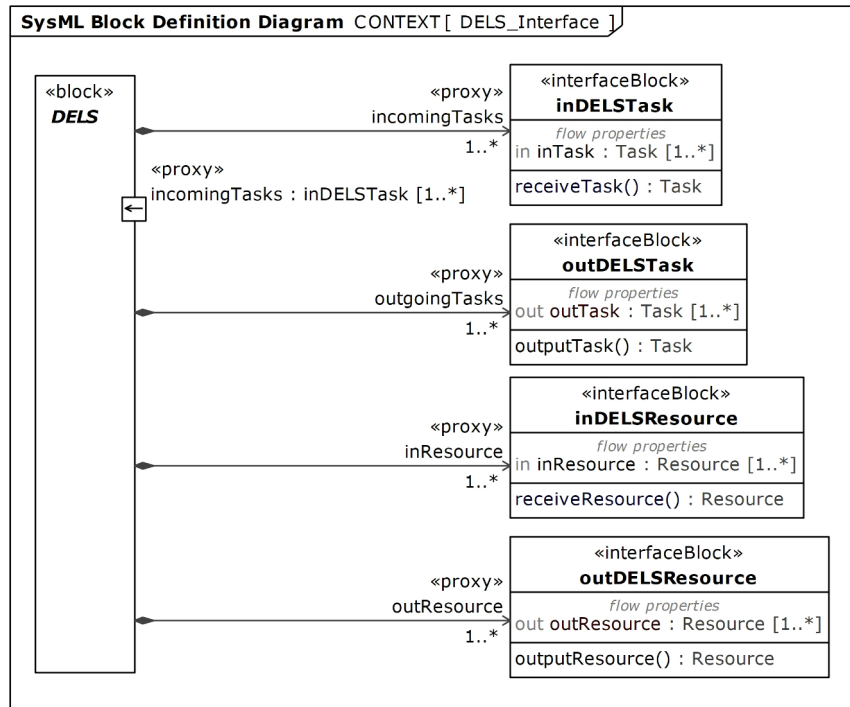 SysML Block Definition Diagram CONTEXT [ DELS_Interface ]
«block»
DELS
«proxy»
incomingTasks
1..*
«interfaceBlock»
inDELSTask
flow properties
in inTask : Task [1..*]
receiveTask() : Task
«proxy»
incomingTasks : inDELSTask [1..*]
«proxy»
outgoingTasks
1..*
«interfaceBlock»
outDELSTask
flow properties
out outTask : Task [1..*]
outputTask() : Task
«proxy»
inResource
1..*
«interfaceBlock»
inDELSResource
flow properties
in inResource : Resource [1..*]
receiveResource() : Resource
«proxy»
outResource
1..*
«interfaceBlock»
outDELSResource
flow properties
out outResource : Resource [1..*]
outputResource() : Resource